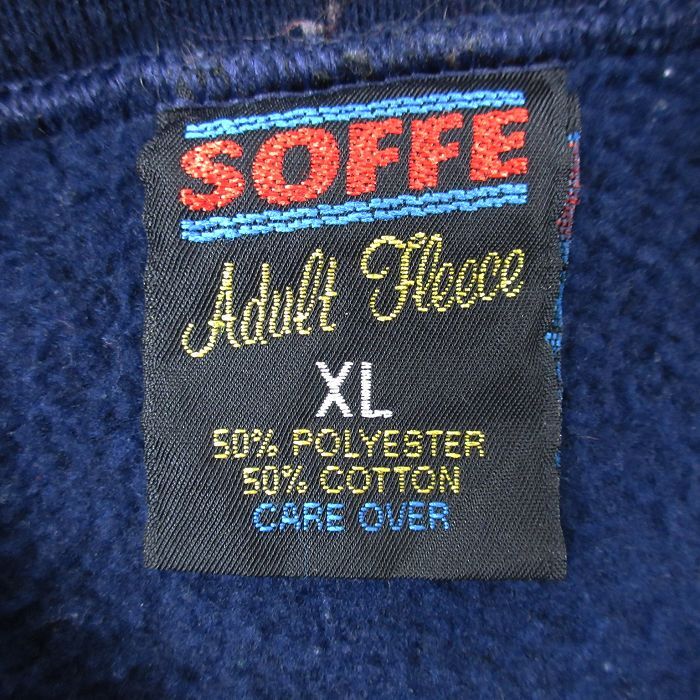 SOFFE
Adult Fleece
XL
50% POLYESTER
50% COTTON
CARE OVER